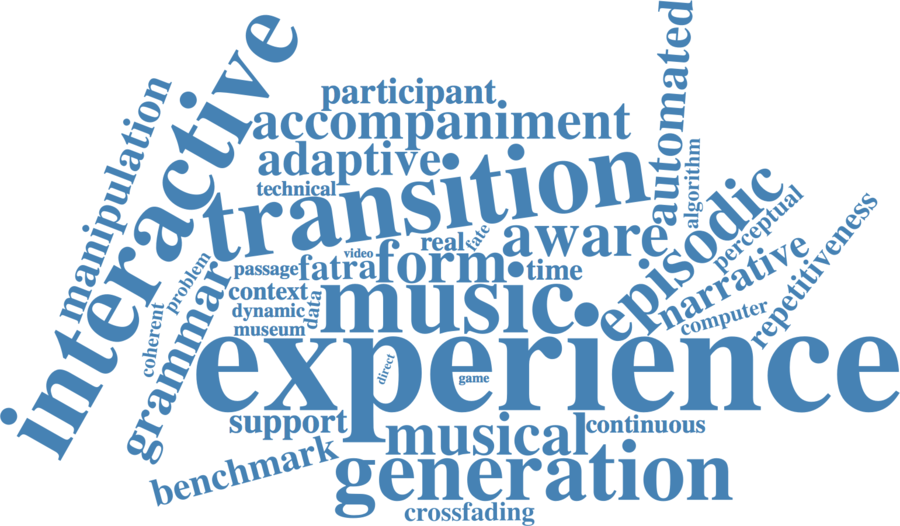 automated
interactive
manipulation
participant
accompaniment
adaptive
technical
transition
algorithm
episodic
perceptual
real
fate
aware
video
passage
fatra
form
time
problem
grammar
narrative
repetitiveness
context
data
music
computer
dynamic
museum
coherent
experience
direct
game
support
musical
continuous
benchmark
generation
crossfading